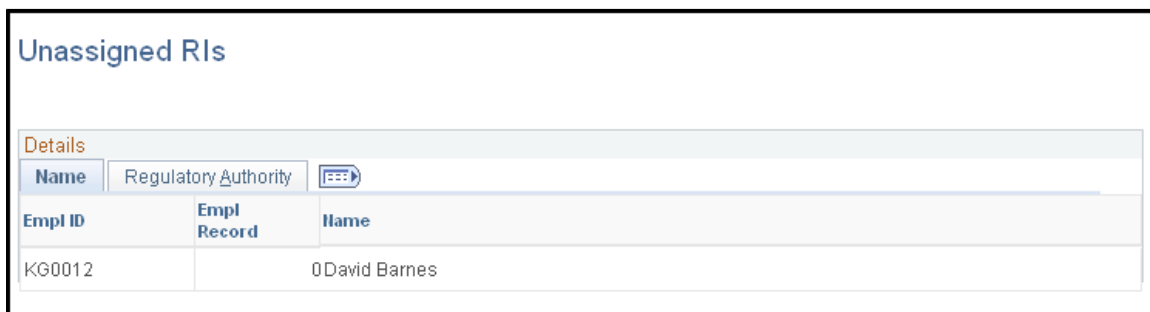 Unassigned RIs
Details
Name Regulatory Authority
Empl ID Empl Record Name
KG0012 0 David Barnes